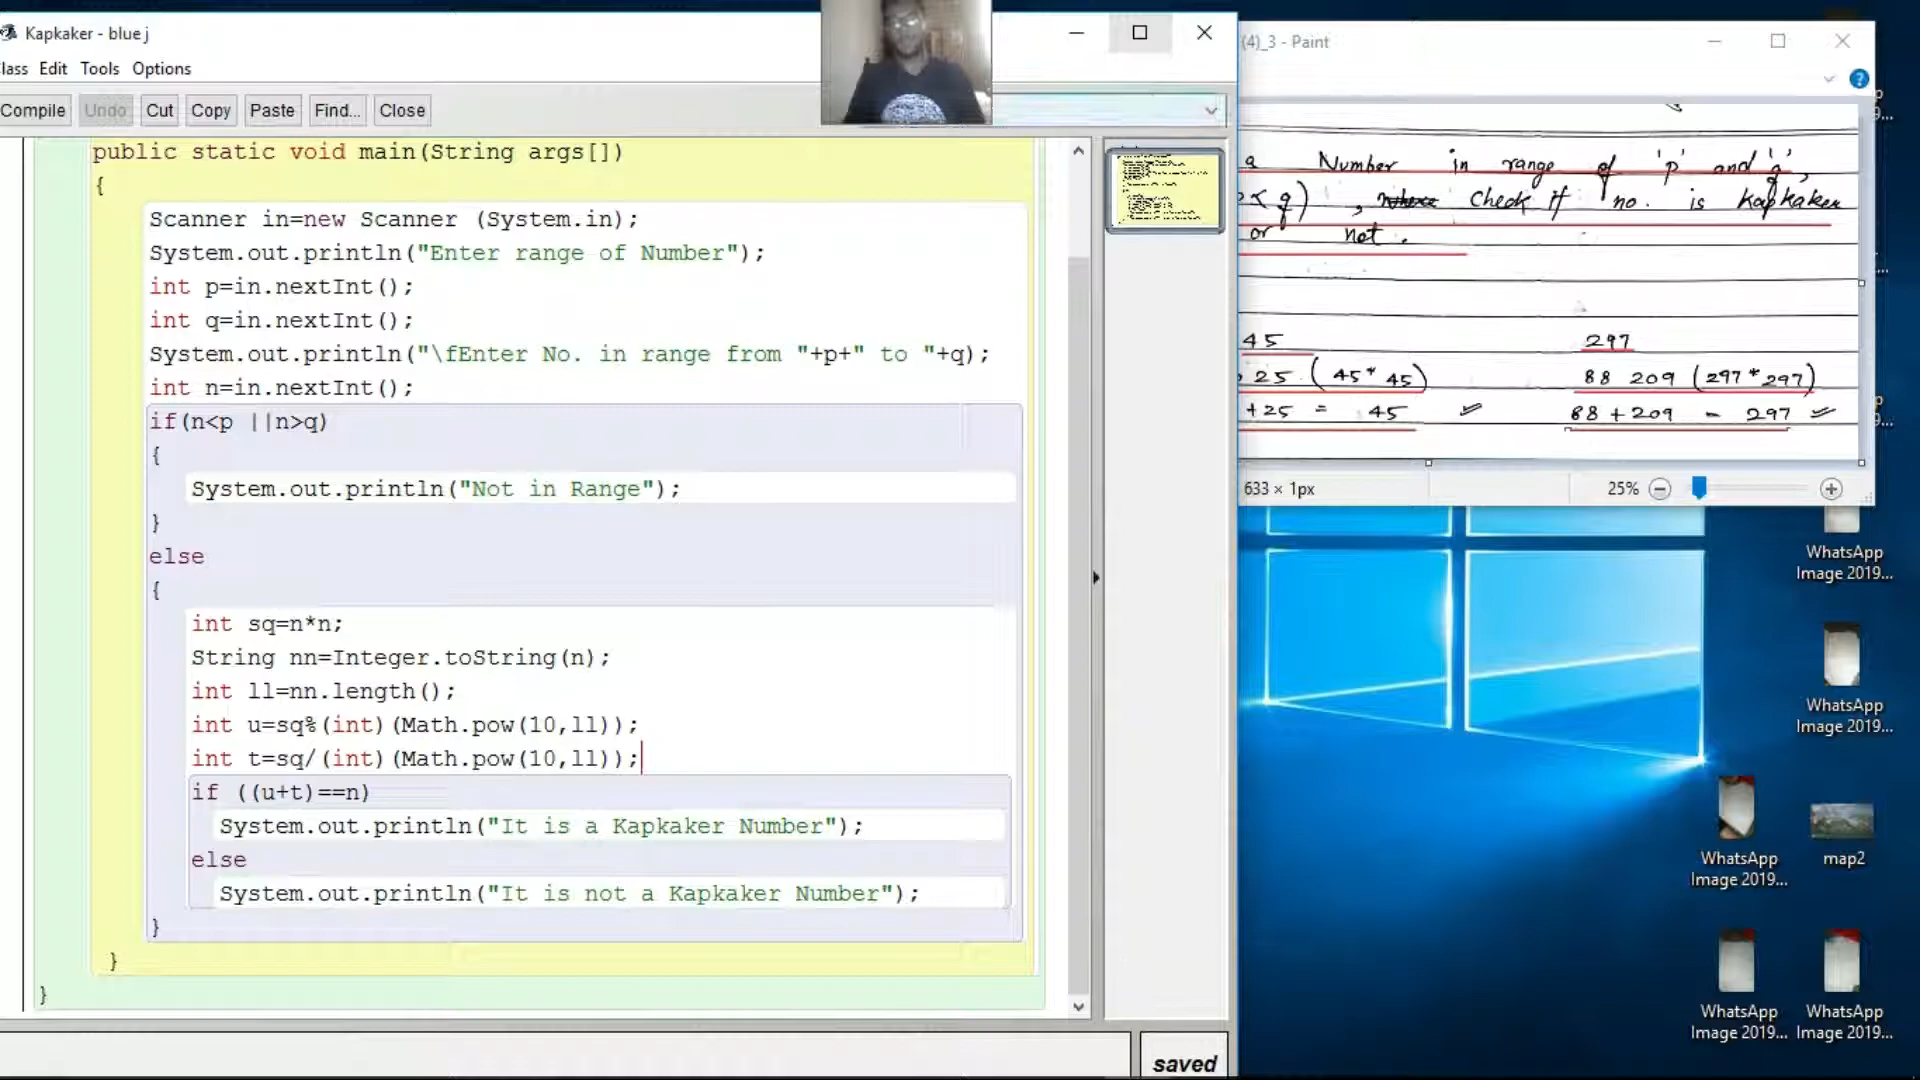 Kapkaker - blue j
lass Edit Tools Options
Compile Undo Cut Copy Paste Find... Close
public static void main(String args[])
{
Scanner in=new Scanner (System.in);
System.out.println("Enter range of Number");
int p=in.nextInt();
int q=in.nextInt();
System.out.println("\fEnter No. in range from "+p+" to "+q);
int n=in.nextInt();
if(n<p ||n>q)
{
System.out.println("Not in Range");
}
else
{
int sq=n*n;
String nn=Integer.toString(n);
int ll=nn.length();
int u=sq%(int)(Math.pow(10,ll));
int t=sq/(int)(Math.pow(10,ll));
if ((u+t)==n)
System.out.println("It is a Kapkaker Number");
else
System.out.println("It is not a Kapkaker Number");
}
}
}
saved
(4)_3 - Paint
a Number in range of 'p' and 'q',
<q) , check if no. is Kapkaker
or not.
45 297
25 (45*45) 88 209 (297*297)
+25 = 45 88+209 = 297
633 × 1px 25%
WhatsApp
Image 2019...
WhatsApp
Image 2019...
WhatsApp
Image 2019...
map2
WhatsApp
Image 2019...
WhatsApp
Image 2019...